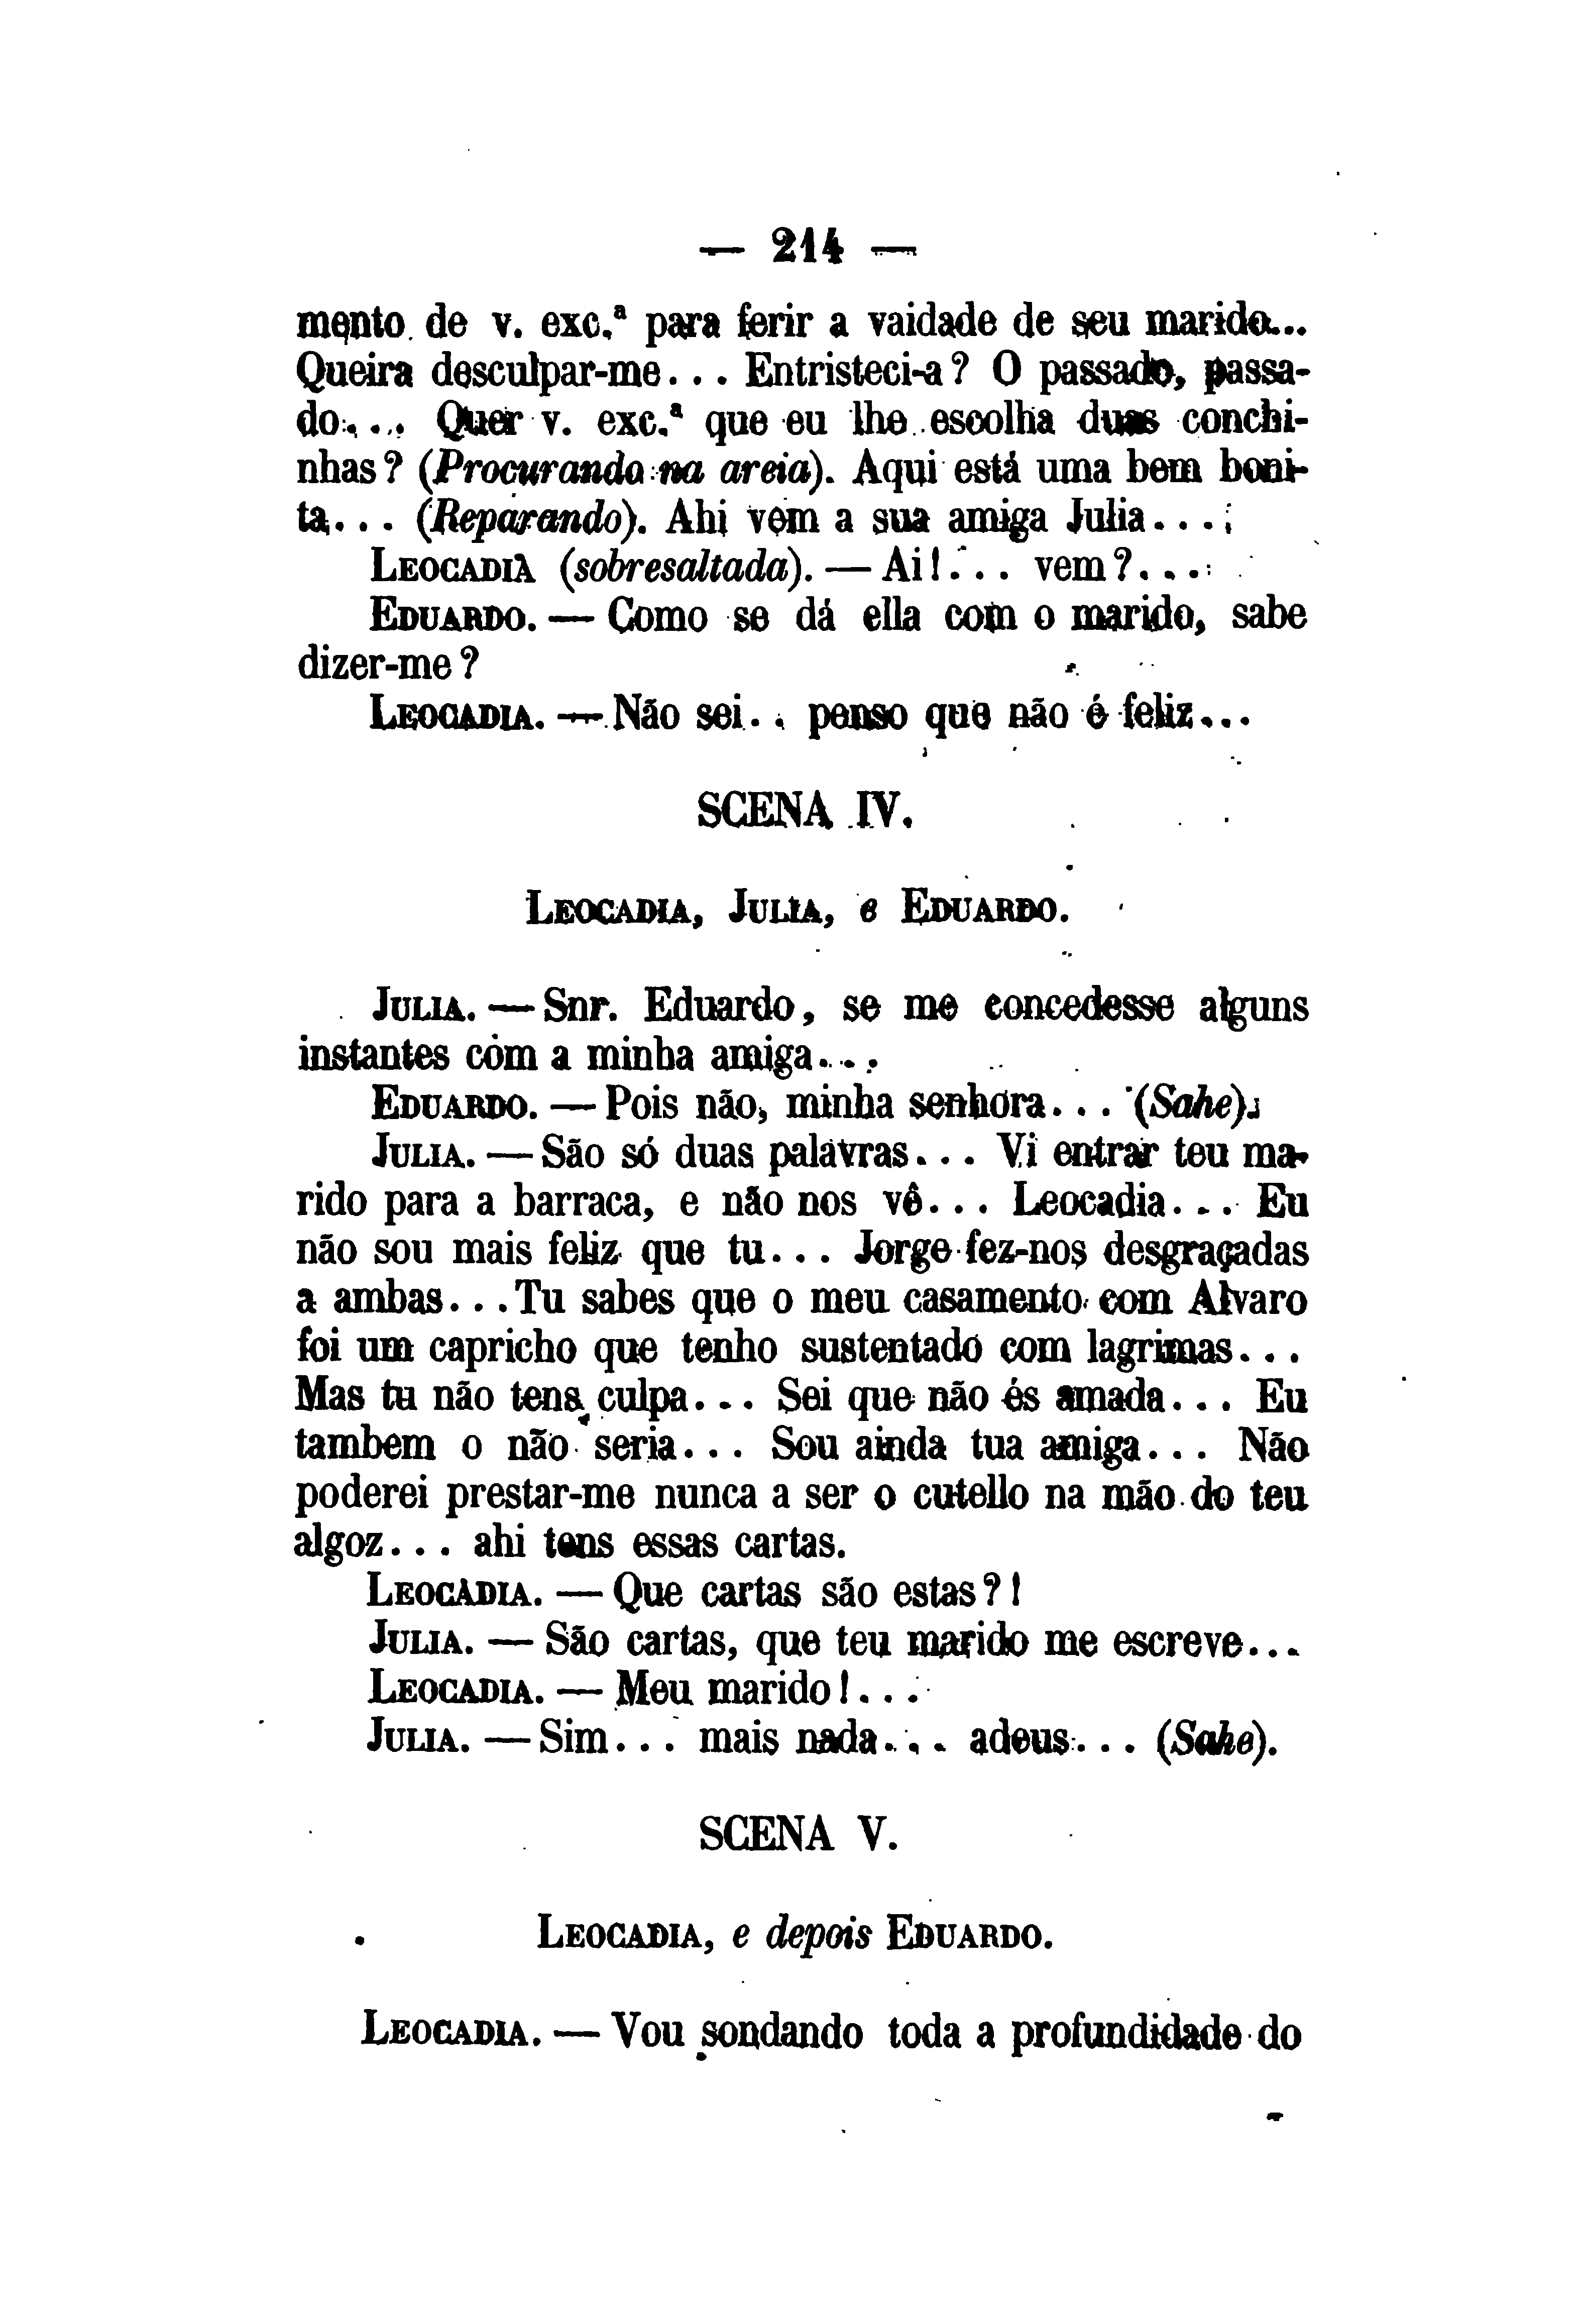 — 214 —
mento de v. exc.ª para ferir a vaidade de seu marido...
Queira desculpar-me... Entristeci-a? O passado, passa-
do... Quer v. exc.ª que eu lhe escolha duas conchi-
nhas? (Procurando na areia). Aqui está uma bem boni-
ta... (Reparando). Ahi vem a sua amiga Julia...
LEOCADIA (sobresaltada). — Ai!... vem?...
EDUARDO. — Como se dá ella com o marido, sabe
dizer-me?
LEOCADIA. — Não sei.. penso que não é feliz...
SCENA IV.
LEOCADIA, JULIA, e EDUARDO.
JULIA. — Snr. Eduardo, se me concedesse alguns
instantes com a minha amiga...
EDUARDO. — Pois não, minha senhora... (Sahe).
JULIA. — São só duas palavras... Vi entrar teu ma-
rido para a barraca, e não nos vê... Leocadia... Eu
não sou mais feliz que tu... Jorge fez-nos desgraçadas
a ambas...Tu sabes que o meu casamento com Alvaro
foi um capricho que tenho sustentado com lagrimas...
Mas tu não tens culpa... Sei que não és amada... Eu
tambem o não seria... Sou ainda tua amiga... Não
poderei prestar-me nunca a ser o cutello na mão do teu
algoz... ahi tens essas cartas.
LEOCADIA. — Que cartas são estas?!
JULIA. — São cartas, que teu marido me escreve...
LEOCADIA. — Meu marido!...
JULIA. — Sim... mais nada... adeus... (Sahe).
SCENA V.
LEOCADIA, e depois EDUARDO.
LEOCADIA. — Vou sondando toda a profundidade do